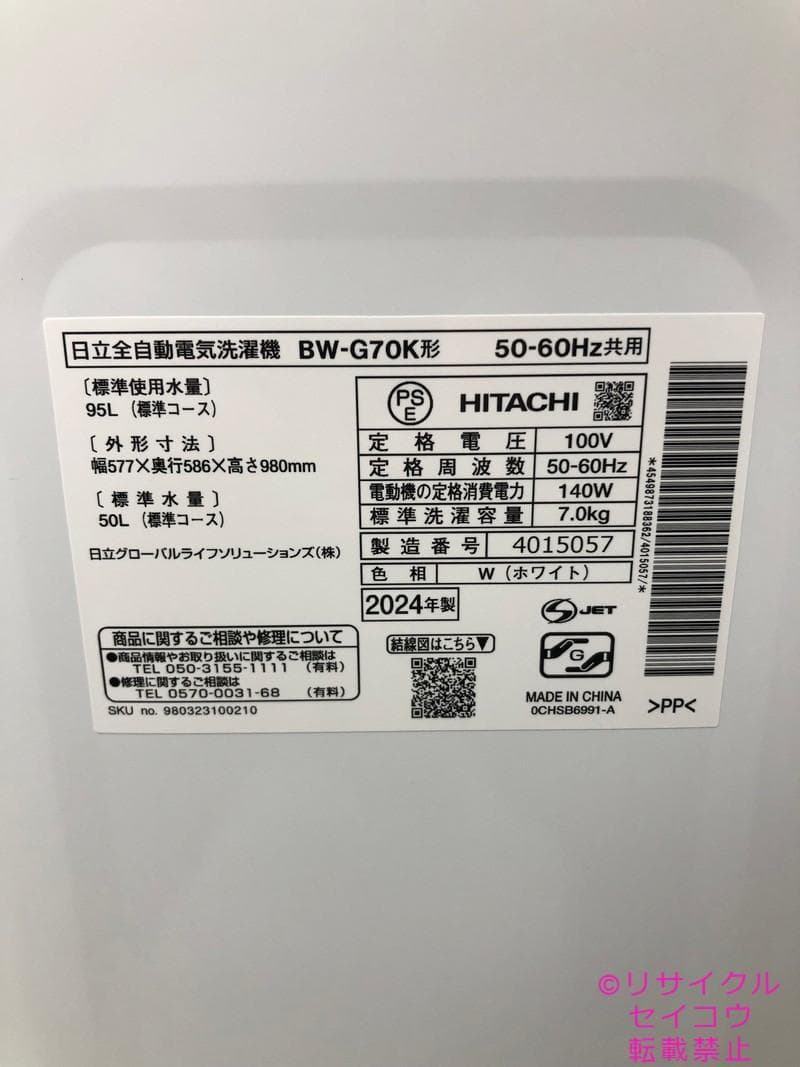 日立全自動電気洗濯機 BW-G70K形 50-60Hz共用
〔標準使用水量〕
95L（標準コース）
〔外形寸法〕
幅577×奥行586×高さ980mm
〔標準水量〕
50L（標準コース）
日立グローバルライフソリューションズ（株）
PS
E
HITACHI
定格電圧 100V
定格周波数 50-60Hz
電動機の定格消費電力 140W
標準洗濯容量 7.0kg
製造番号 4015057
色相 W（ホワイト）
2024年製
*4549873188362/4015057/*
商品に関するご相談や修理について
●商品情報やお取り扱いに関するご相談は
TEL 050-3155-1111 （有料）
●修理に関するご相談は
TEL 0570-0031-68 （有料）
SKU no. 980323100210
結線図はこちら▼
S JET
G
MADE IN CHINA
0CHSB6991-A
>PP<
©リサイクル
セイコウ
転載禁止